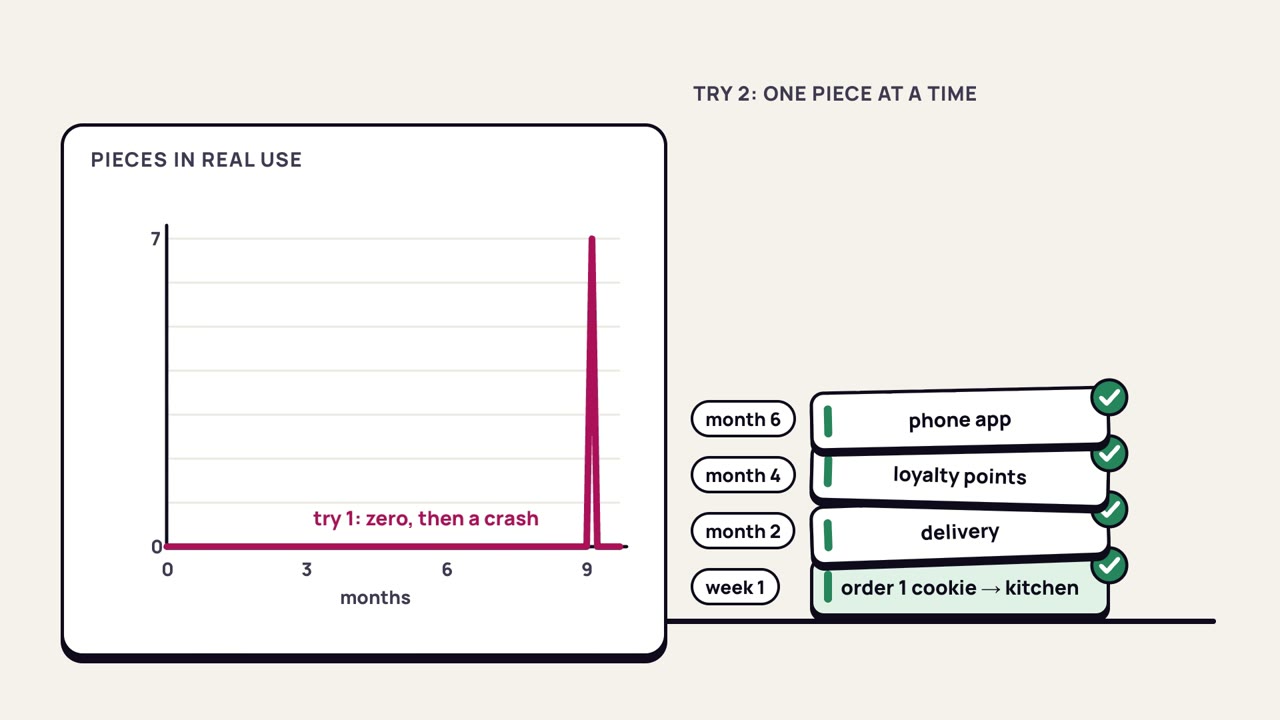 TRY 2: ONE PIECE AT A TIME
PIECES IN REAL USE
7
try 1: zero, then a crash
0
0 3 6 9
months
month 6 phone app
month 4 loyalty points
month 2 delivery
week 1 order 1 cookie → kitchen